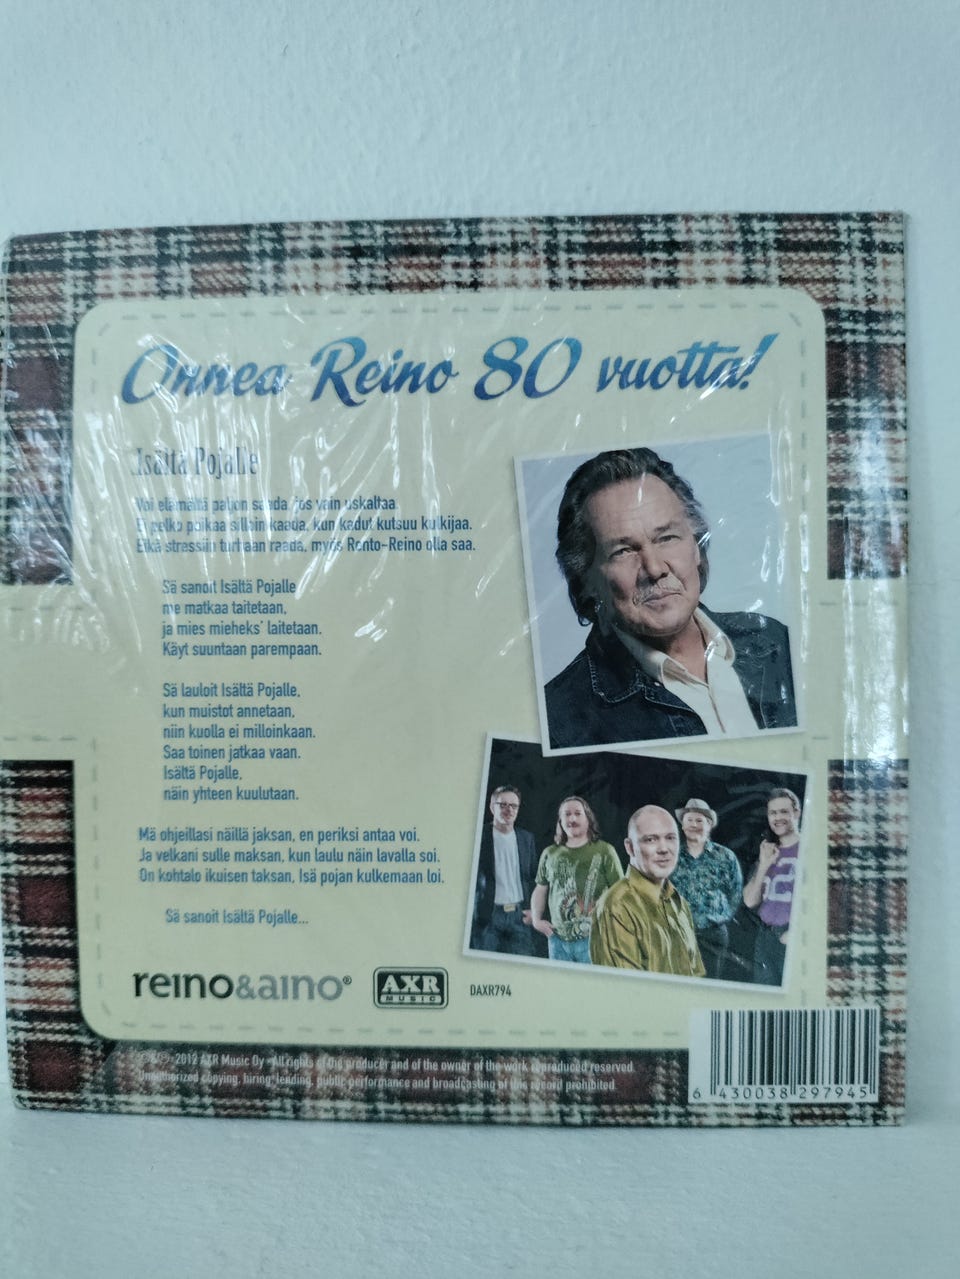 Onnea Reino 80 vuotta!
Isältä Pojalle
Voi elämältä paljon saada, jos vain uskaltaa.
Ei pelko poikaa silloin kaada, kun kadut kutsuu kulkijaa.
Eikä stressiin turhaan raada, myös Rento-Reino olla saa.
Sä sanoit Isältä Pojalle
me matkaa taitetaan,
ja mies mieheks' laitetaan.
Käyt suuntaan parempaan.
Sä lauloit Isältä Pojalle,
kun muistot annetaan,
niin kuolla ei milloinkaan.
Saa toinen jatkaa vaan.
Isältä Pojalle,
näin yhteen kuulutaan.
Mä ohjeillasi näillä jaksan, en periksi antaa voi.
Ja velkani sulle maksan, kun laulu näin lavalla soi.
On kohtalo ikuisen taksan, Isä pojan kulkemaan loi.
Sä sanoit Isältä Pojalle...
reino&aino®
AXR
MUSIC
DAXR794
2012 AXR Music Oy All rights of the producer and of the owner of the work reproduced reserved.
Unauthorized copying, hiring, lending, public performance and broadcasting of this record prohibited.
6 430038 297945